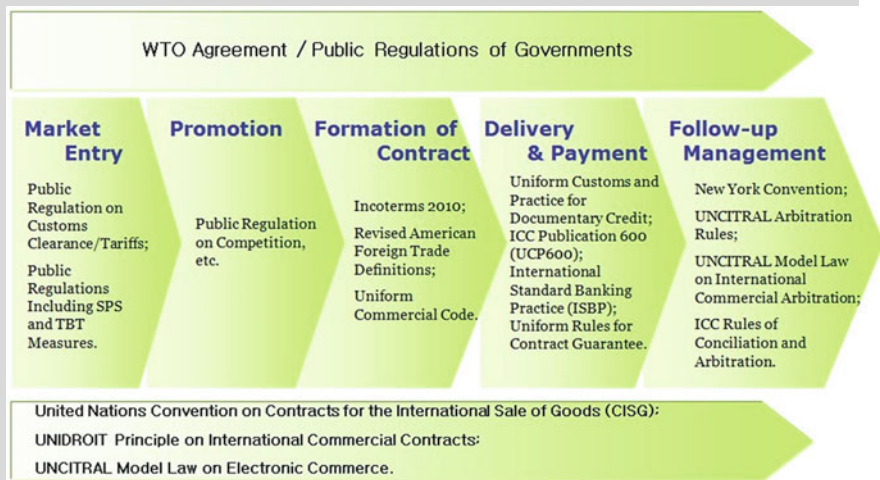 WTO Agreement / Public Regulations of Governments
Market
Entry
Public
Regulation on
Customs
Clearance/Tariffs;
Public
Regulations
Including SPS
and TBT
Measures.
Promotion
Public Regulation
on Competition,
etc.
Formation of
Contract
Incoterms 2010;
Revised American
Foreign Trade
Definitions;
Uniform
Commercial Code.
Delivery
& Payment
Uniform Customs and
Practice for
Documentary Credit;
ICC Publication 600
(UCP600);
International
Standard Banking
Practice (ISBP);
Uniform Rules for
Contract Guarantee.
Follow-up
Management
New York Convention;
UNCITRAL Arbitration
Rules;
UNCITRAL Model Law
on International
Commercial Arbitration;
ICC Rules of
Conciliation and
Arbitration.
United Nations Convention on Contracts for the International Sale of Goods (CISG);
UNIDROIT Principle on International Commercial Contracts;
UNCITRAL Model Law on Electronic Commerce.